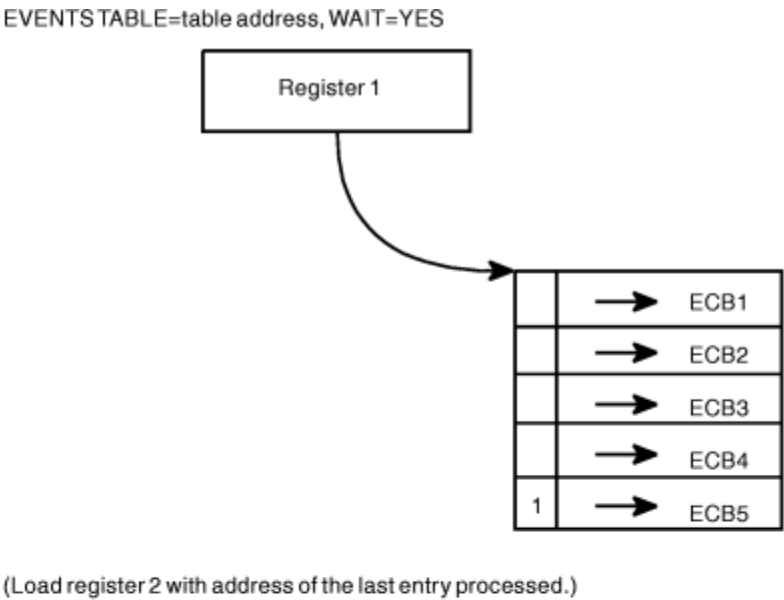 EVENTS TABLE=table address, WAIT=YES
Register 1
ECB1
ECB2
ECB3
ECB4
1 ECB5
(Load register 2 with address of the last entry processed.)